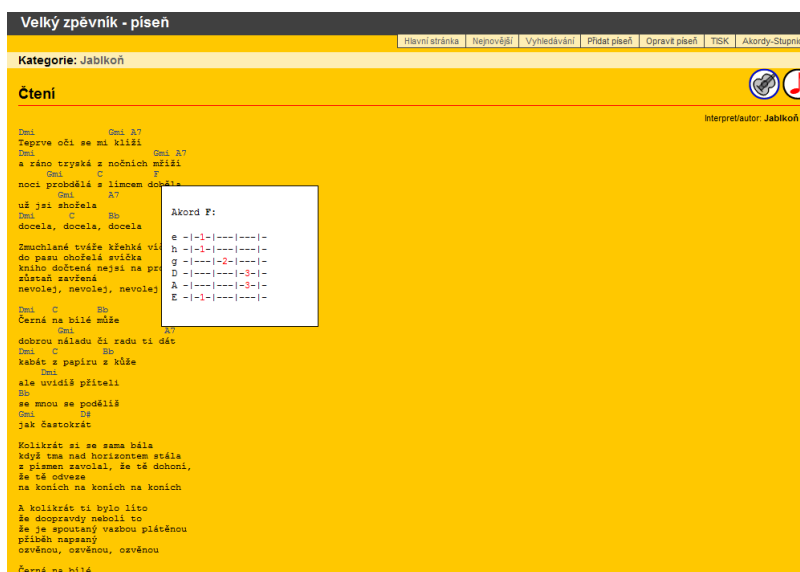 Velký zpěvník - píseň
Hlavní stránka Nejnovější Vyhledávání Přidat píseň Opravit píseň TISK Akordy-Stupnice
Kategorie: Jablkoň
Čtení
Interpret/autor: Jablkoň
Dmi Gmi A7
Teprve oči se mi klíží
Dmi Gmi A7
a ráno tryská z nočních mříží
Gmi C F
noci probdělá s límcem doběla
Gmi A7
už jsi shořela
Dmi C Bb
docela, docela, docela
Zmuchlané tváře křehká
do pasu ohořelá svíčka
kniho dočtená nejsi na
zůstaň zavřená
nevolej, nevolej, nevolej
Akord F:
e -|-1-|---|---|-
h -|-1-|---|---|-
g -|---|-2-|---|-
D -|---|---|-3-|-
A -|---|---|-3-|-
E -|-1-|---|---|-
Dmi C Bb
Černá na bílé může
Gmi A7
dobrou náladu či radu ti dát
Dmi C Bb
kabát z papíru z kůže
Dmi
ale uvidíš příteli
Bb
se mnou se podělíš
Gmi D#
jak častokrát
Kolikrát si se sama bála
když tma nad horizontem stála
z písmen zavolal, že tě dohoní,
že tě odveze
na koních na koních na koních
A kolikrát ti bylo líto
že doopravdy nebolí to
že je spoutaný vazbou plátěnou
příběh napsaný
ozvěnou, ozvěnou, ozvěnou
Černá na bílé